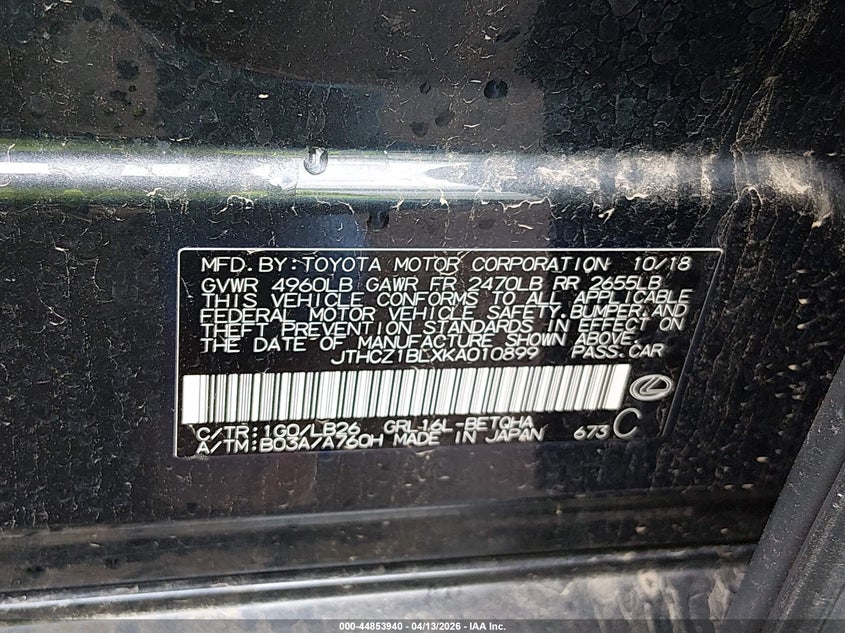 MFD.BY:TOYOTA MOTOR CORPORATION 10/18
GVWR 4960LB GAWR FR 2470LB RR 2655LB
THIS VEHICLE CONFORMS TO ALL APPLICABLE
FEDERAL MOTOR VEHICLE SAFETY,BUMPER,AND
THEFT PREVENTION STANDARDS IN EFFECT ON
THE DATE OF MANUFACTURE SHOWN ABOVE.
JTHCZ1BLXKA010899 PASS.CAR
C/TR:1G0/LB26 GRL16L-BETQHA
A/TM:B03A/A760H MADE IN JAPAN 673 C
000-44853940 - 04/13/2026 - IAA Inc.